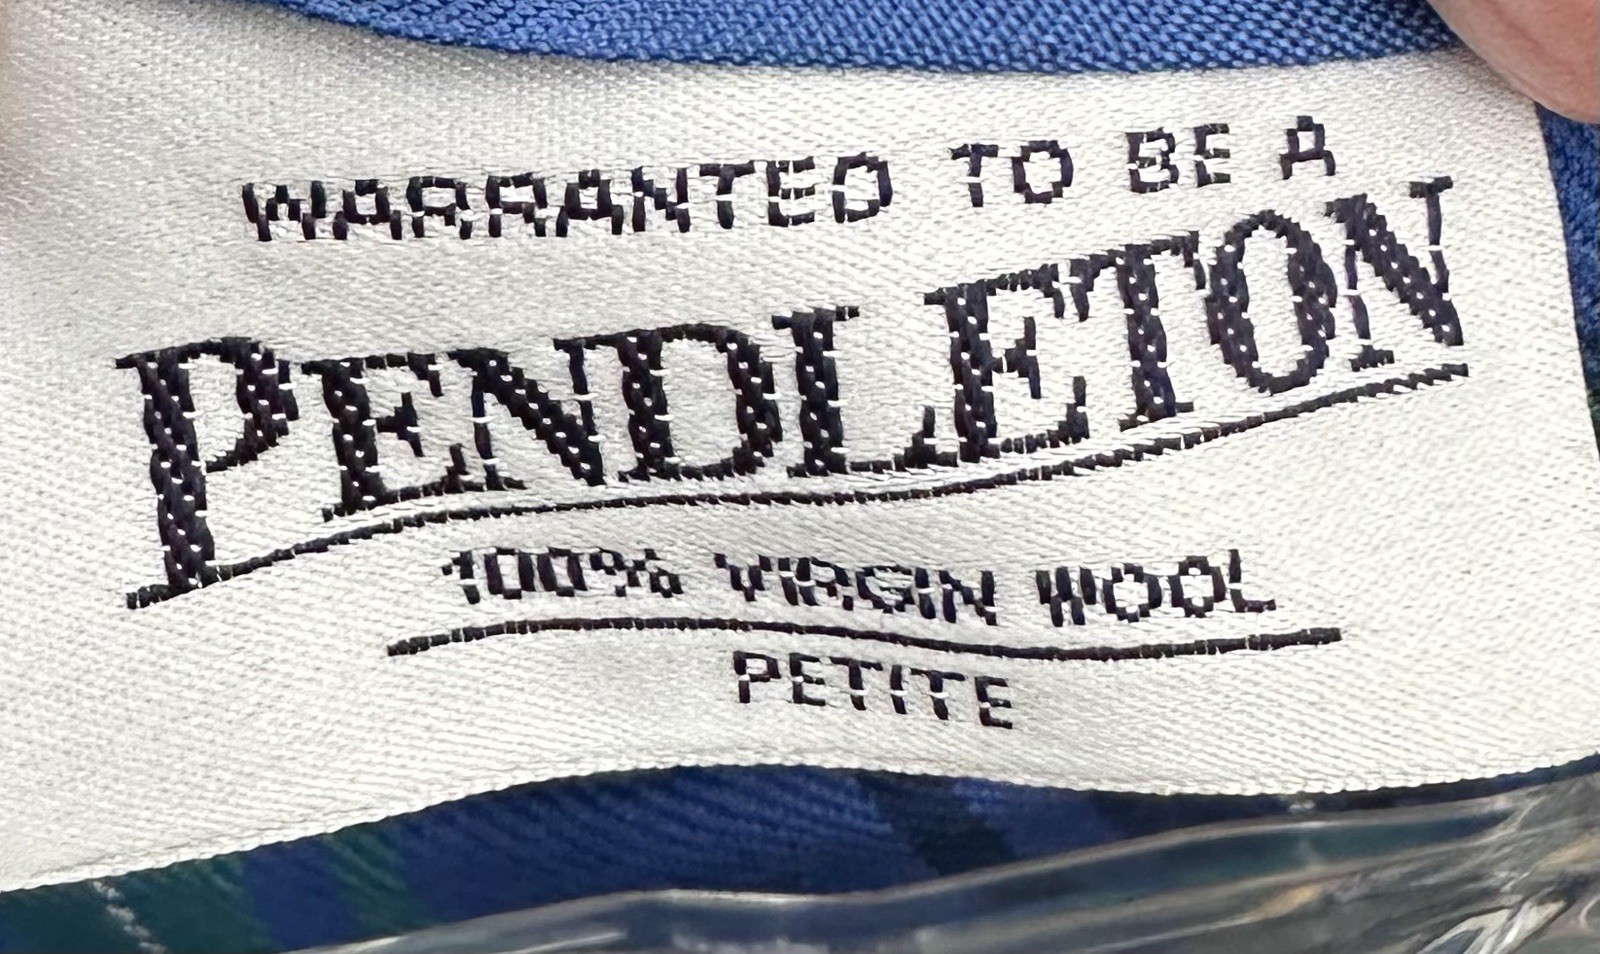 WARRANTED TO BE A
PENDLETON
100% VIRGIN WOOL
PETITE